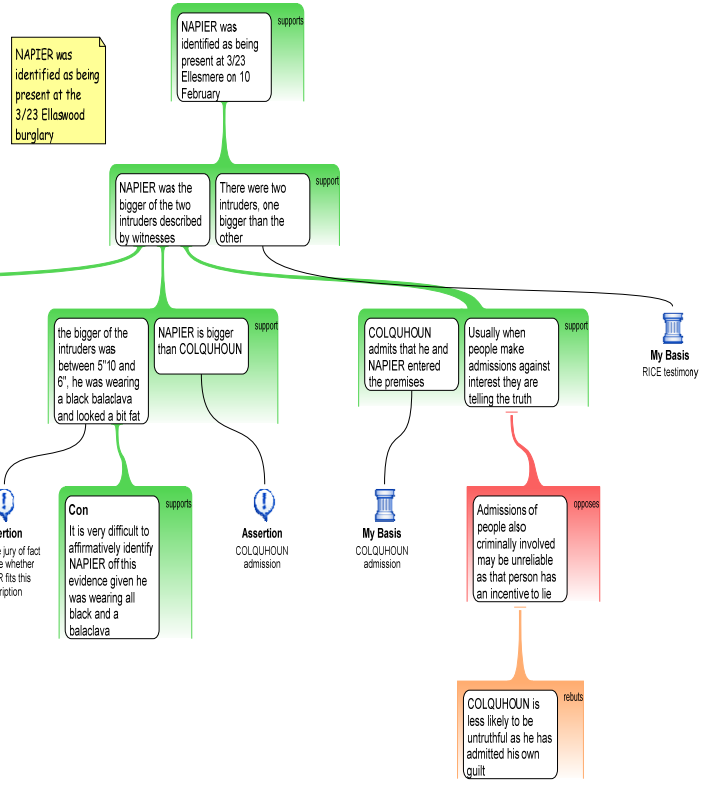 NAPIER was
identified as being
present at the
3/23 Ellaswood
burglary
NAPIER was
identified as being
present at 3/23
Ellesmere on 10
February
supports
NAPIER was the
bigger of the two
intruders described
by witnesses
There were two
intruders, one
bigger than the
other
support
the bigger of the
intruders was
between 5"10 and
6", he was wearing
a black balaclava
and looked a bit fat
NAPIER is bigger
than COLQUHOUN
support
COLQUHOUN
admits that he and
NAPIER entered
the premises
Usually when
people make
admissions against
interest they are
telling the truth
support
My Basis
RICE testimony
ertion
e jury of fact
e whether
R fits this
ription
Con
It is very difficult to
affirmatively identify
NAPIER off this
evidence given he
was wearing all
black and a
balaclava
supports
Assertion
COLQUHOUN
admission
My Basis
COLQUHOUN
admission
Admissions of
people also
criminally involved
may be unreliable
as that person has
an incentive to lie
opposes
COLQUHOUN is
less likely to be
untruthful as he has
admitted his own
guilt
rebuts